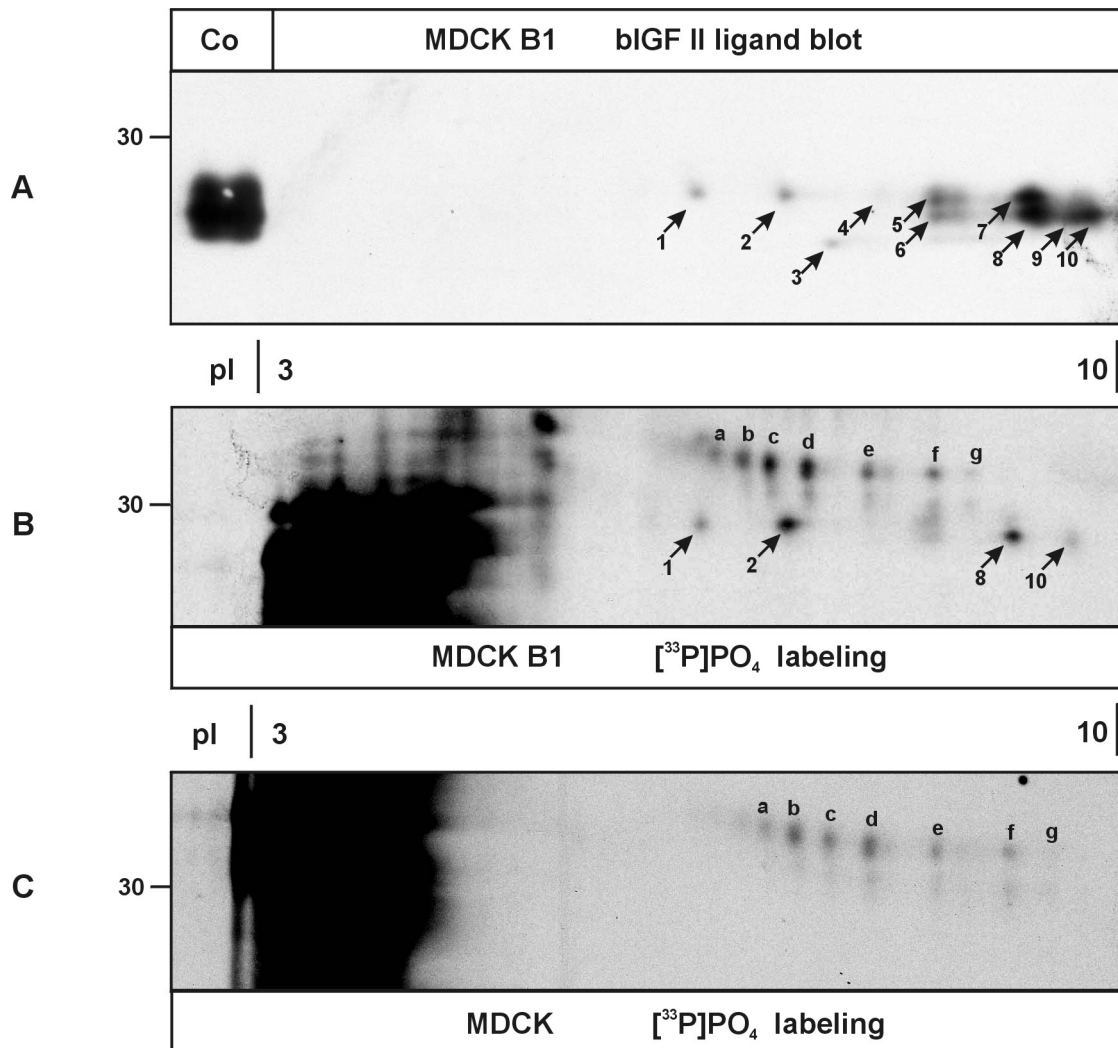 Co MDCK B1 bIGF II ligand blot
30
A
1 2 3 4 5 6 7 8 9 10
pI 3 10
a b c d e f g
30
B
1 2 8 10
MDCK B1 [³³P]PO₄ labeling
pI 3 10
a b c d e f g
C
30
MDCK [³³P]PO₄ labeling